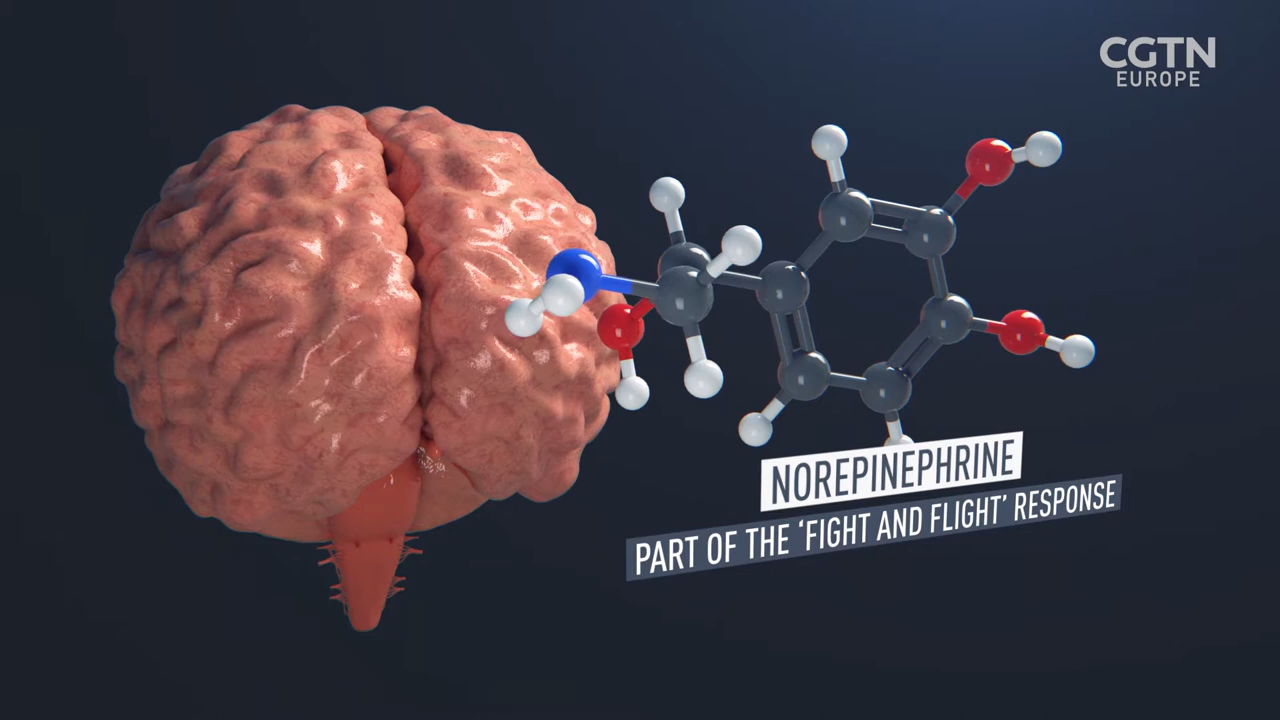 CGTN
EUROPE
NOREPINEPHRINE
PART OF THE ‘FIGHT AND FLIGHT’ RESPONSE